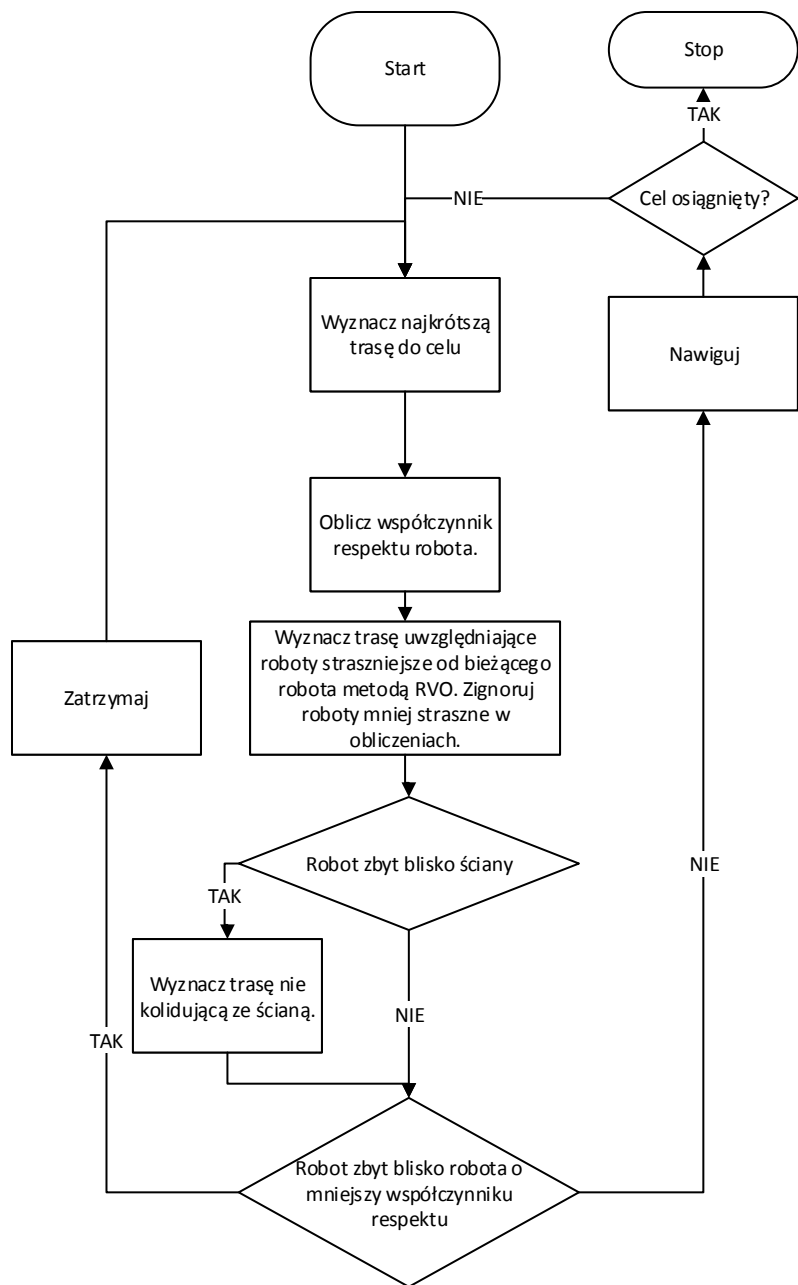 Start
Stop
TAK
NIE
Cel osiągnięty?
Wyznacz najkrótszą
trasę do celu
Nawiguj
Oblicz współczynnik
respektu robota.
Wyznacz trasę uwzględniające
roboty straszniejsze od bieżącego
robota metodą RVO. Zignoruj
roboty mniej straszne w
obliczeniach.
Zatrzymaj
Robot zbyt blisko ściany
NIE
TAK
Wyznacz trasę nie
kolidującą ze ścianą.
NIE
TAK
Robot zbyt blisko robota o
mniejszy współczynniku
respektu